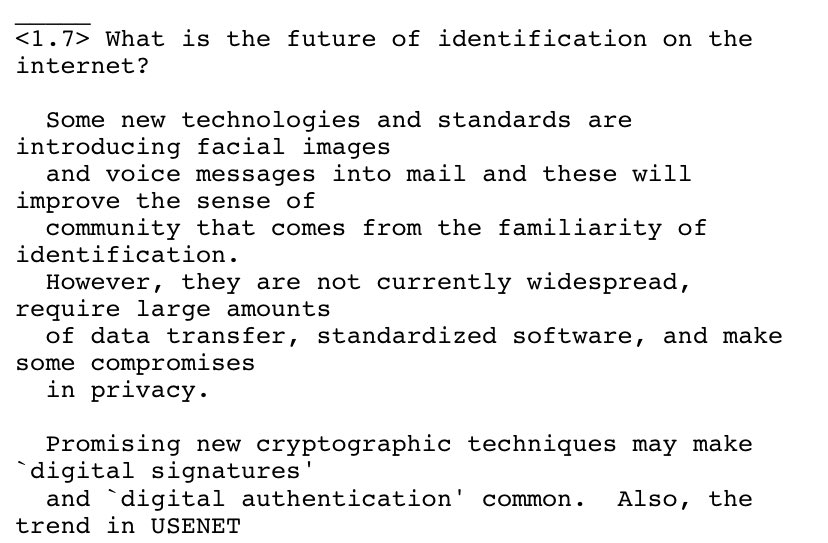 _____
<1.7> What is the future of identification on the
internet?

  Some new technologies and standards are
introducing facial images
  and voice messages into mail and these will
improve the sense of
  community that comes from the familiarity of
identification.
  However, they are not currently widespread,
require large amounts
  of data transfer, standardized software, and make
some compromises
  in privacy.

  Promising new cryptographic techniques may make
`digital signatures'
  and `digital authentication' common.  Also, the
trend in USENET